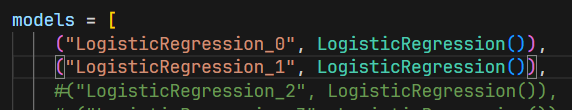 models = [
("LogisticRegression_0", LogisticRegression()),
("LogisticRegression_1", LogisticRegression()),
#("LogisticRegression_2", LogisticRegression()),